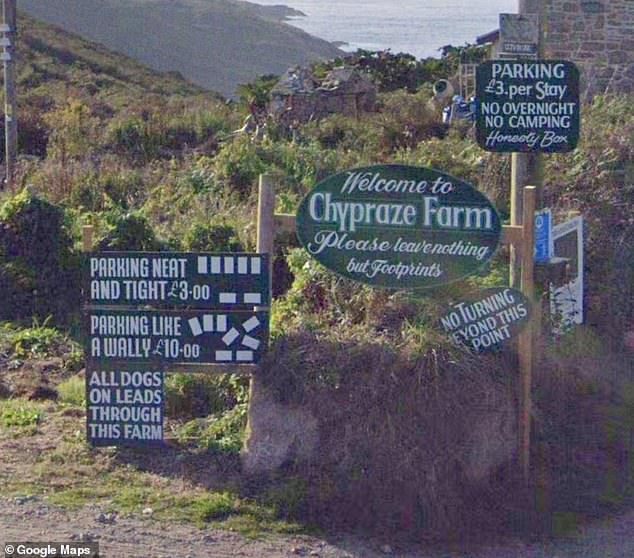 PARKING
£3.per Stay
NO OVERNIGHT
NO CAMPING
Honesty Box
Welcome to
Chypraze Farm
Please leave nothing
but Footprints
NO TURNING
BEYOND THIS
POINT
PARKING NEAT
AND TIGHT £3·00
PARKING LIKE
A WALLY £10·00
ALL DOGS
ON LEADS
THROUGH
THIS FARM
© Google Maps